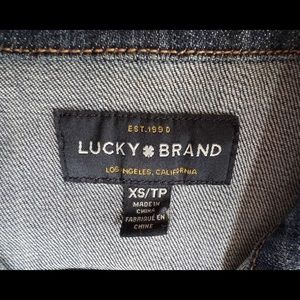 EST. 1990
LUCKY BRAND
LOS ANGELES, CALIFORNIA
XS/TP
MADE IN
CHINA
FABRIQUÉ EN
CHINE